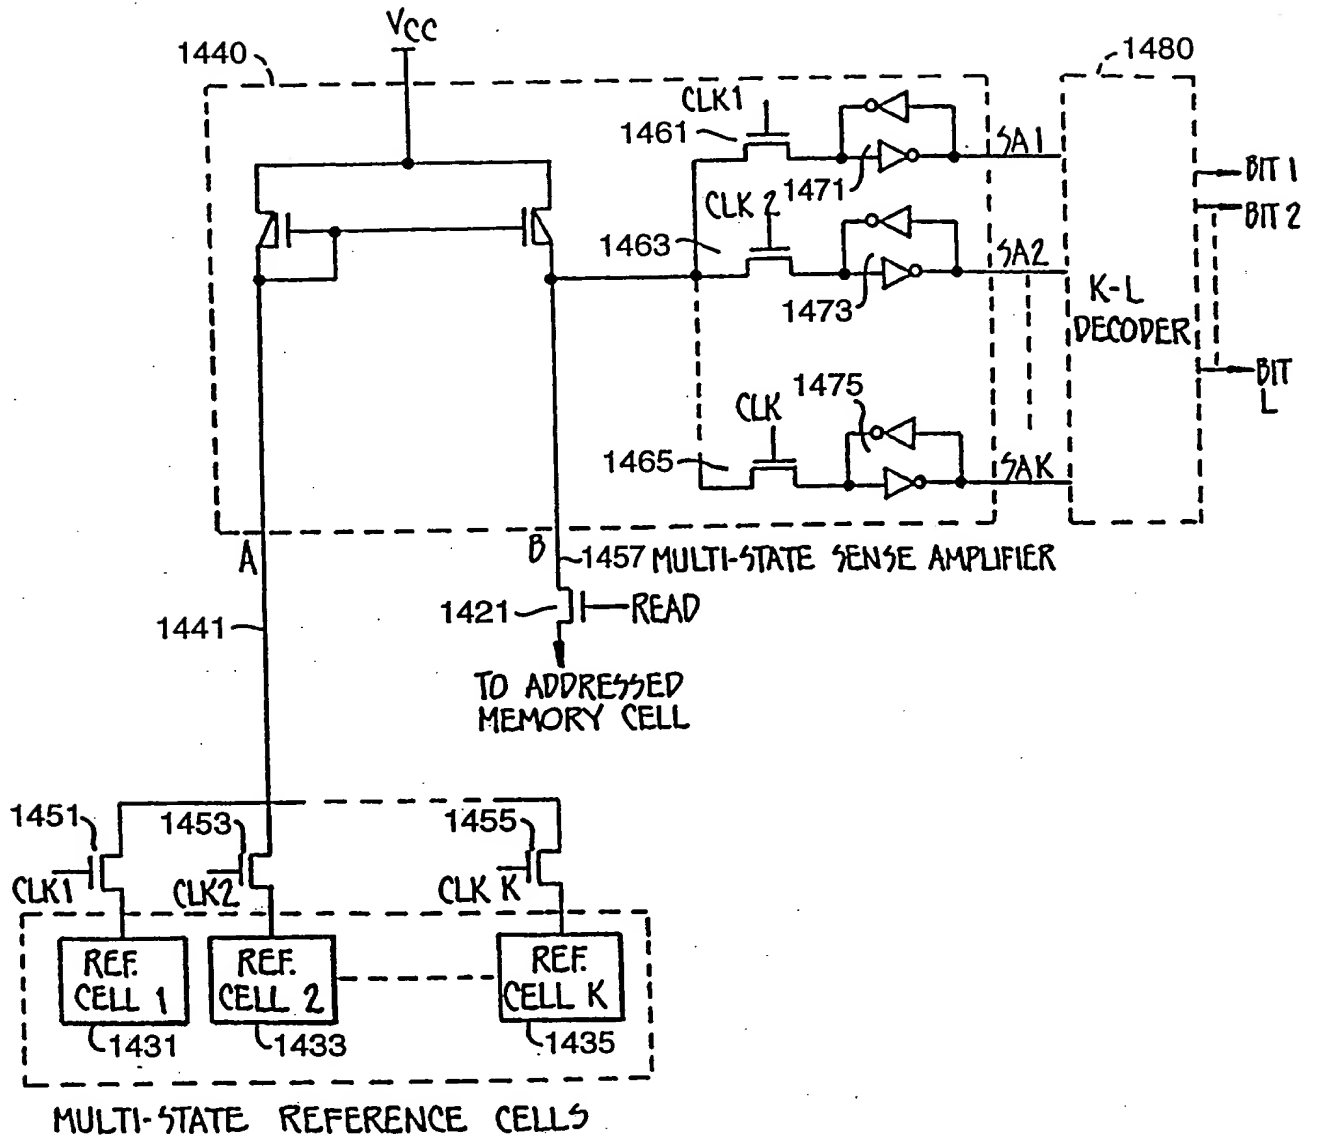 VCC
1440
1480
CLK1
1461
1471
SA1
BIT 1
CLK 2
BIT 2
1463
SA2
1473
K-L
DECODER
1475
BIT
L
CLK
1465
SAK
A
B
1457
MULTI-STATE SENSE AMPLIFIER
1421
READ
1441
TO ADDRESSED
MEMORY CELL
1451
1453
1455
CLK1
CLK2
CLK K
REF.
CELL 1
REF.
CELL 2
REF.
CELL K
1431
1433
1435
MULTI-STATE REFERENCE CELLS